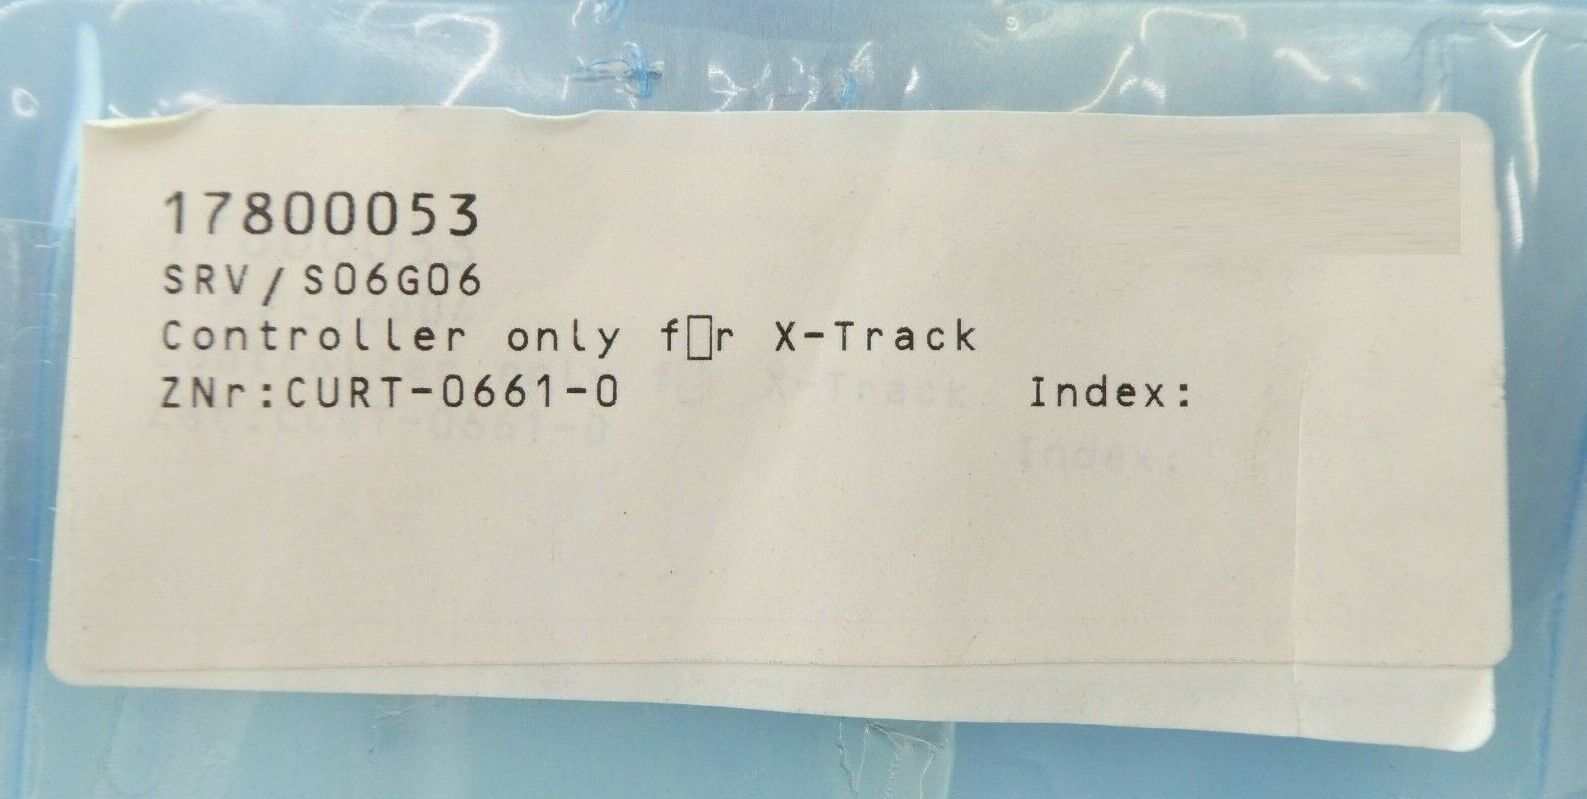 17800053
SRV/S06G06
Controller only f□r X-Track
ZNr:CURT-0661-0 Index: